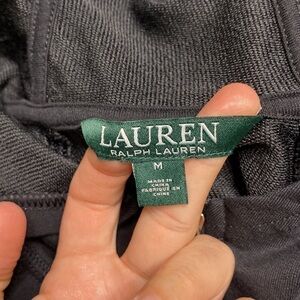 LAUREN
RALPH LAUREN
M
MADE IN
CHINA
FABRIQUÉ EN
CHINE